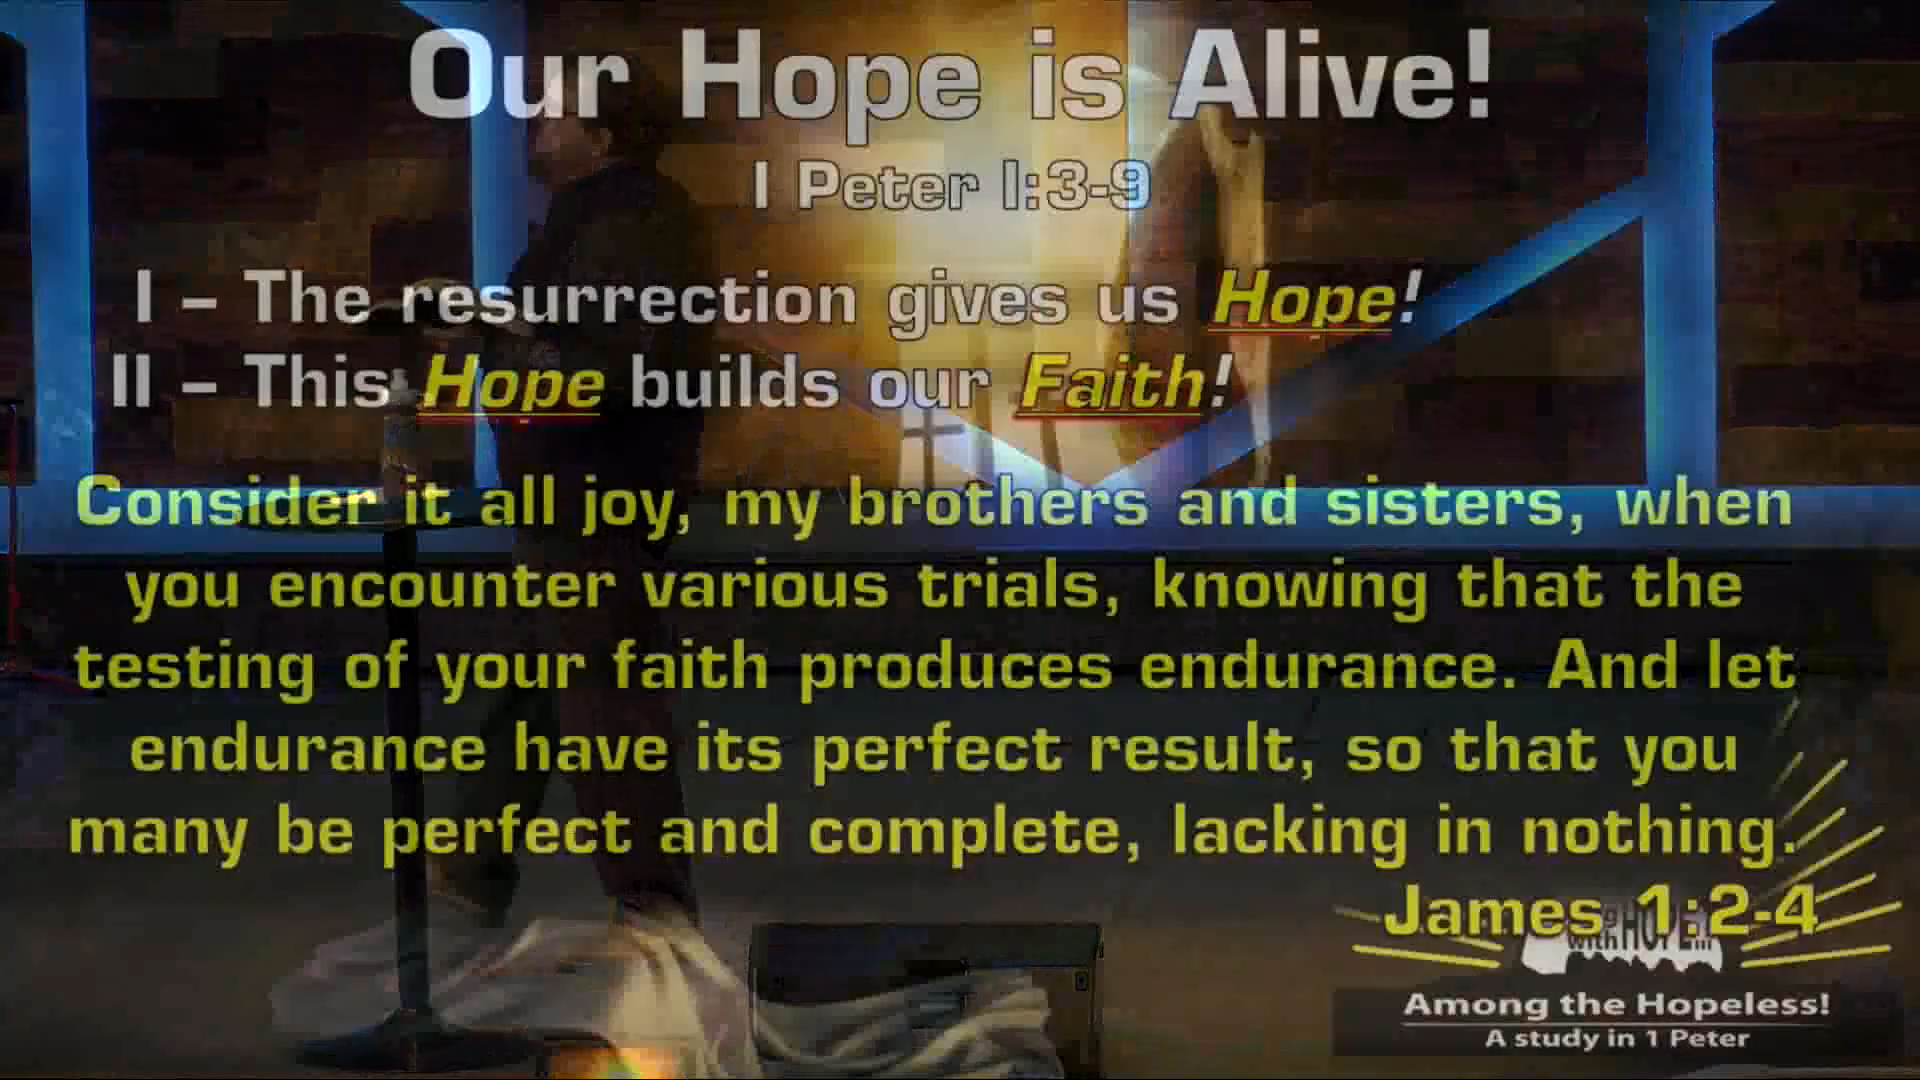 Our Hope is Alive!
I Peter I:3-9
I – The resurrection gives us Hope!
II – This Hope builds our Faith!
Consider it all joy, my brothers and sisters, when
you encounter various trials, knowing that the
testing of your faith produces endurance. And let
endurance have its perfect result, so that you
many be perfect and complete, lacking in nothing.
James 1:2-4
with HOPE...
Among the Hopeless!
A study in 1 Peter